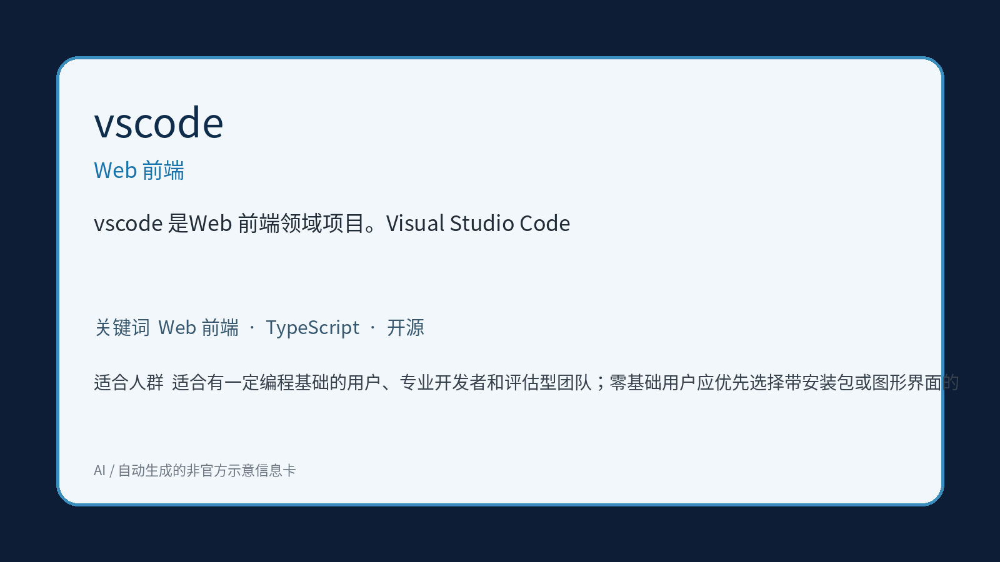 vscode
Web 前端
vscode 是Web 前端领域项目。Visual Studio Code
关键词 Web 前端 · TypeScript · 开源
适合人群 适合有一定编程基础的用户、专业开发者和评估型团队；零基础用户应优先选择带安装包或图形界面的
AI / 自动生成的非官方示意信息卡